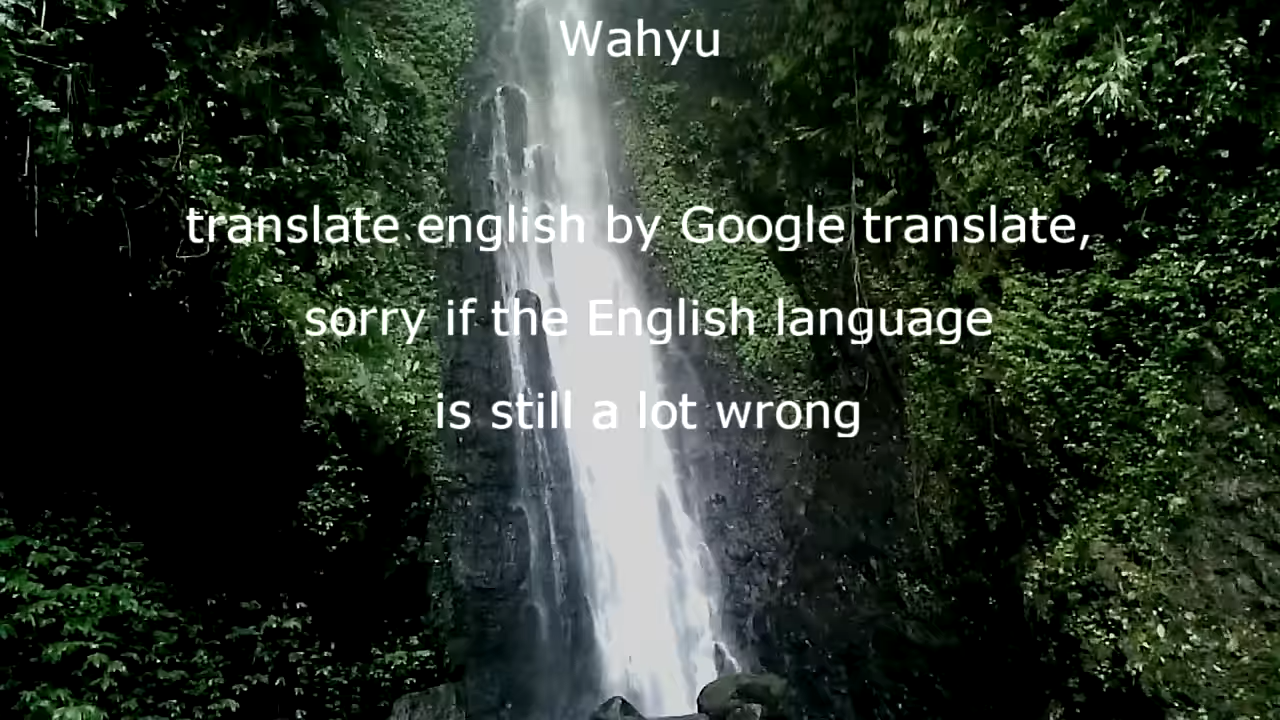 Wahyu
translate english by Google translate,
sorry if the English language
is still a lot wrong